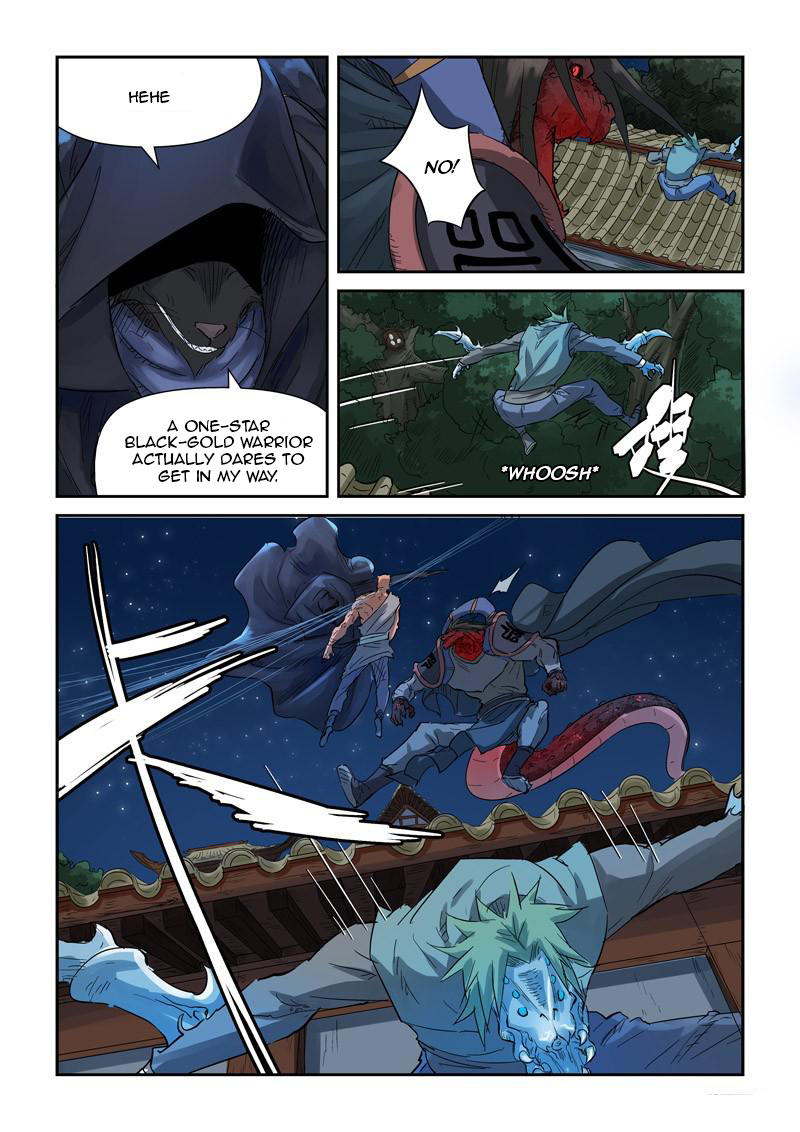 HEHE
NO!
A ONE-STAR
BLACK-GOLD WARRIOR
ACTUALLY DARES TO
GET IN MY WAY.
*WHOOSH*